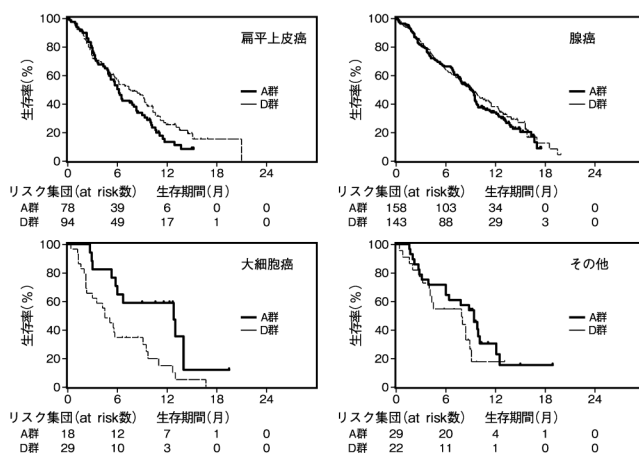 扁平上皮癌
生存率(%)
100
80
60
40
20
0
A群
D群
0 6 12 18 24
リスク集団(at risk数) 生存期間(月)
A群 78 39 6 0 0
D群 94 49 17 1 0
腺癌
生存率(%)
100
80
60
40
20
0
A群
D群
0 6 12 18 24
リスク集団(at risk数) 生存期間(月)
A群 158 103 34 0 0
D群 143 88 29 3 0
大細胞癌
生存率(%)
100
80
60
40
20
0
A群
D群
0 6 12 18 24
リスク集団(at risk数) 生存期間(月)
A群 18 12 7 1 0
D群 29 10 3 0 0
その他
生存率(%)
100
80
60
40
20
0
A群
D群
0 6 12 18 24
リスク集団(at risk数) 生存期間(月)
A群 29 20 4 1 0
D群 22 11 1 0 0